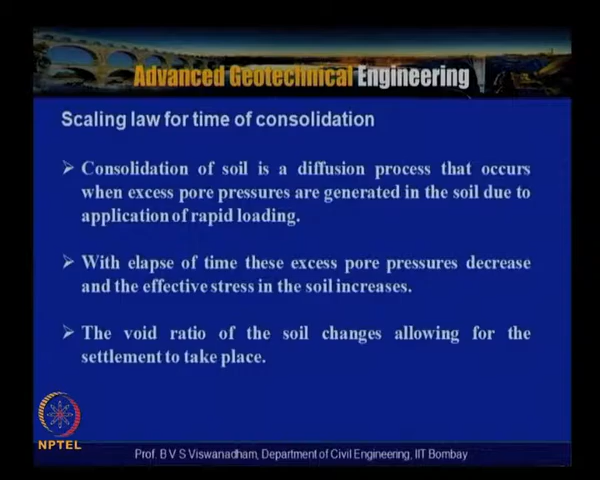 Advanced Geotechnical Engineering
Scaling law for time of consolidation
➤ Consolidation of soil is a diffusion process that occurs
when excess pore pressures are generated in the soil due to
application of rapid loading.
➤ With elapse of time these excess pore pressures decrease
and the effective stress in the soil increases.
➤ The void ratio of the soil changes allowing for the
settlement to take place.
NPTEL
Prof. B V S Viswanadham, Department of Civil Engineering, IIT Bombay